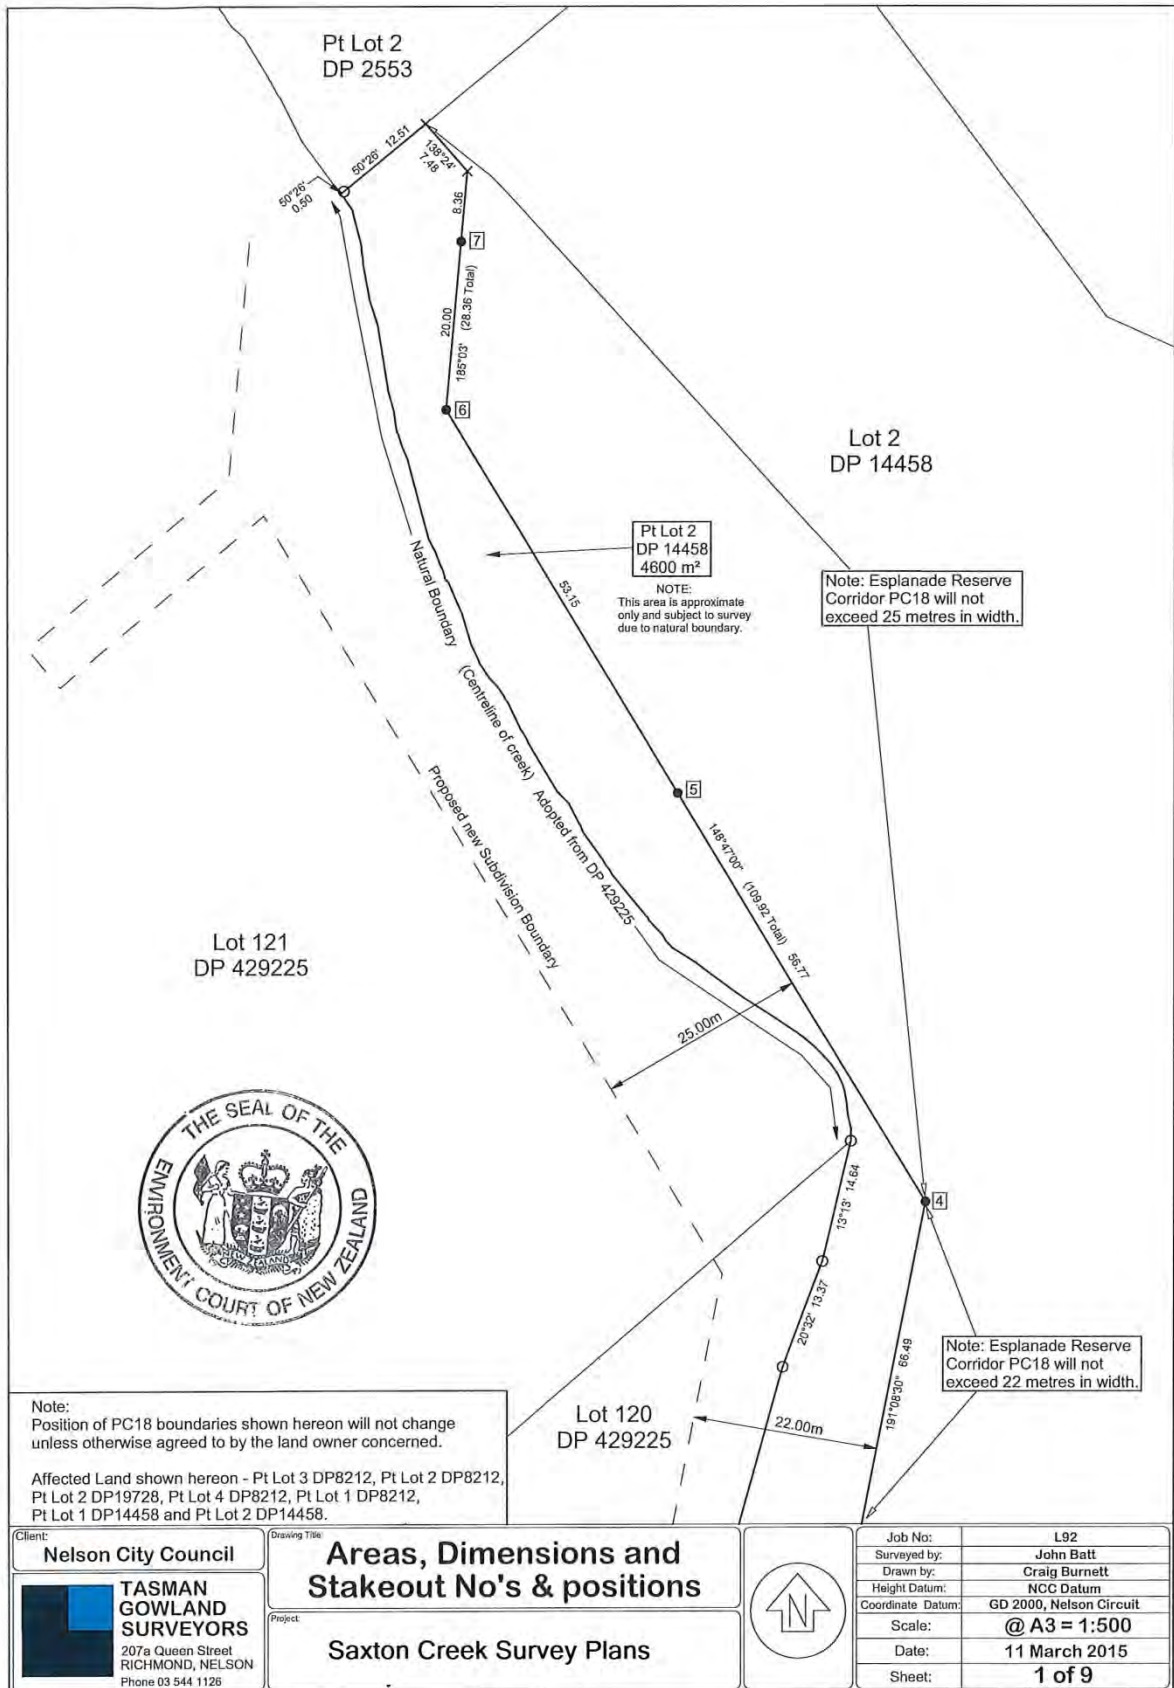 Pt Lot 2
DP 2553
50°26' 12.51
138°24'
7.48
50°26'
0.50
8.36
7
20.00
185°03' (28.36 Total)
6
Lot 2
DP 14458
Pt Lot 2
DP 14458
4600 m²
NOTE:
This area is approximate
only and subject to survey
due to natural boundary.
Note: Esplanade Reserve
Corridor PC18 will not
exceed 25 metres in width.
53.15
Natural Boundary (Centreline of creek) Adopted from DP 429225
Proposed new Subdivision Boundary
5
148°47'00" (109.92 Total) 56.77
Lot 121
DP 429225
25.00m
THE SEAL OF THE
ENVIRONMENT COURT OF NEW ZEALAND
NEW ZEALAND
13°13' 14.64
4
20°32' 13.37
191°08'30" 66.49
Note: Esplanade Reserve
Corridor PC18 will not
exceed 22 metres in width.
Lot 120
DP 429225
22.00m
Note:
Position of PC18 boundaries shown hereon will not change
unless otherwise agreed to by the land owner concerned.
Affected Land shown hereon - Pt Lot 3 DP8212, Pt Lot 2 DP8212,
Pt Lot 2 DP19728, Pt Lot 4 DP8212, Pt Lot 1 DP8212,
Pt Lot 1 DP14458 and Pt Lot 2 DP14458.
Client:
Nelson City Council
TASMAN
GOWLAND
SURVEYORS
207a Queen Street
RICHMOND, NELSON
Phone 03 544 1126
Drawing Title
Areas, Dimensions and
Stakeout No's & positions
Project:
Saxton Creek Survey Plans
N
Job No: L92
Surveyed by: John Batt
Drawn by: Craig Burnett
Height Datum: NCC Datum
Coordinate Datum: GD 2000, Nelson Circuit
Scale: @ A3 = 1:500
Date: 11 March 2015
Sheet: 1 of 9